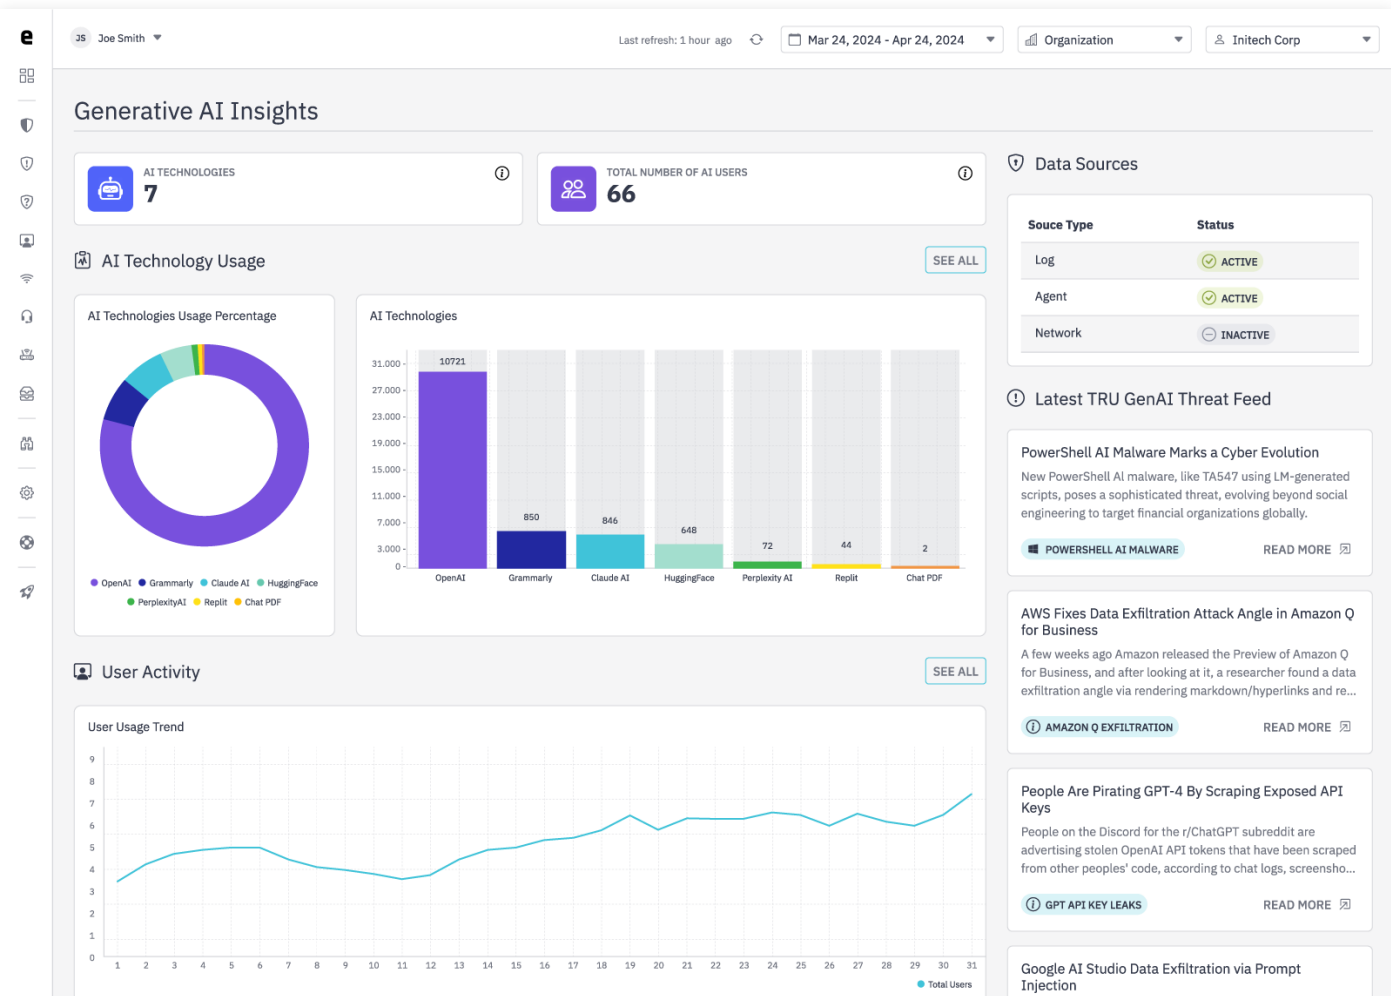 e
JS Joe Smith
Last refresh: 1 hour ago
Mar 24, 2024 - Apr 24, 2024
Organization
Initech Corp
Generative AI Insights
AI TECHNOLOGIES
7
TOTAL NUMBER OF AI USERS
66
AI Technology Usage
SEE ALL
AI Technologies Usage Percentage
OpenAI Grammarly Claude AI HuggingFace
PerplexityAI Replit Chat PDF
AI Technologies
31.000
27.000
23.000
19.000
15.000
11.000
7.000
3.000
0
10721
850
846
648
72
44
2
OpenAI Grammarly Claude AI HuggingFace Perplexity AI Replit Chat PDF
User Activity
SEE ALL
User Usage Trend
9
8
7
6
5
4
3
2
1
0
1 2 3 4 5 6 7 8 9 10 11 12 13 14 15 16 17 18 19 20 21 22 23 24 25 26 27 28 29 30 31
Total Users
Data Sources
Souce Type Status
Log ACTIVE
Agent ACTIVE
Network INACTIVE
Latest TRU GenAI Threat Feed
PowerShell AI Malware Marks a Cyber Evolution
New PowerShell AI malware, like TA547 using LM-generated
scripts, poses a sophisticated threat, evolving beyond social
engineering to target financial organizations globally.
POWERSHELL AI MALWARE READ MORE
AWS Fixes Data Exfiltration Attack Angle in Amazon Q
for Business
A few weeks ago Amazon released the Preview of Amazon Q
for Business, and after looking at it, a researcher found a data
exfiltration angle via rendering markdown/hyperlinks and re...
AMAZON Q EXFILTRATION READ MORE
People Are Pirating GPT-4 By Scraping Exposed API
Keys
People on the Discord for the r/ChatGPT subreddit are
advertising stolen OpenAI API tokens that have been scraped
from other peoples' code, according to chat logs, screensho...
GPT API KEY LEAKS READ MORE
Google AI Studio Data Exfiltration via Prompt
Injection